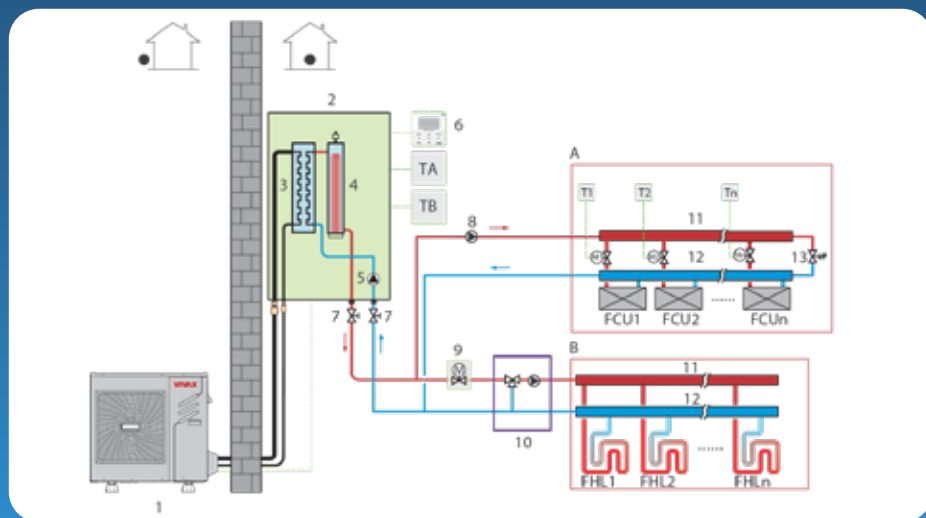 2
6
A
TA
3
4
T1
T2
Tn
TB
8
11
12
13
5
FCU1
FCU2
......
FCUn
7
7
9
B
11
VIVAX
12
10
......
FHL1
FHL2
FHLn
1